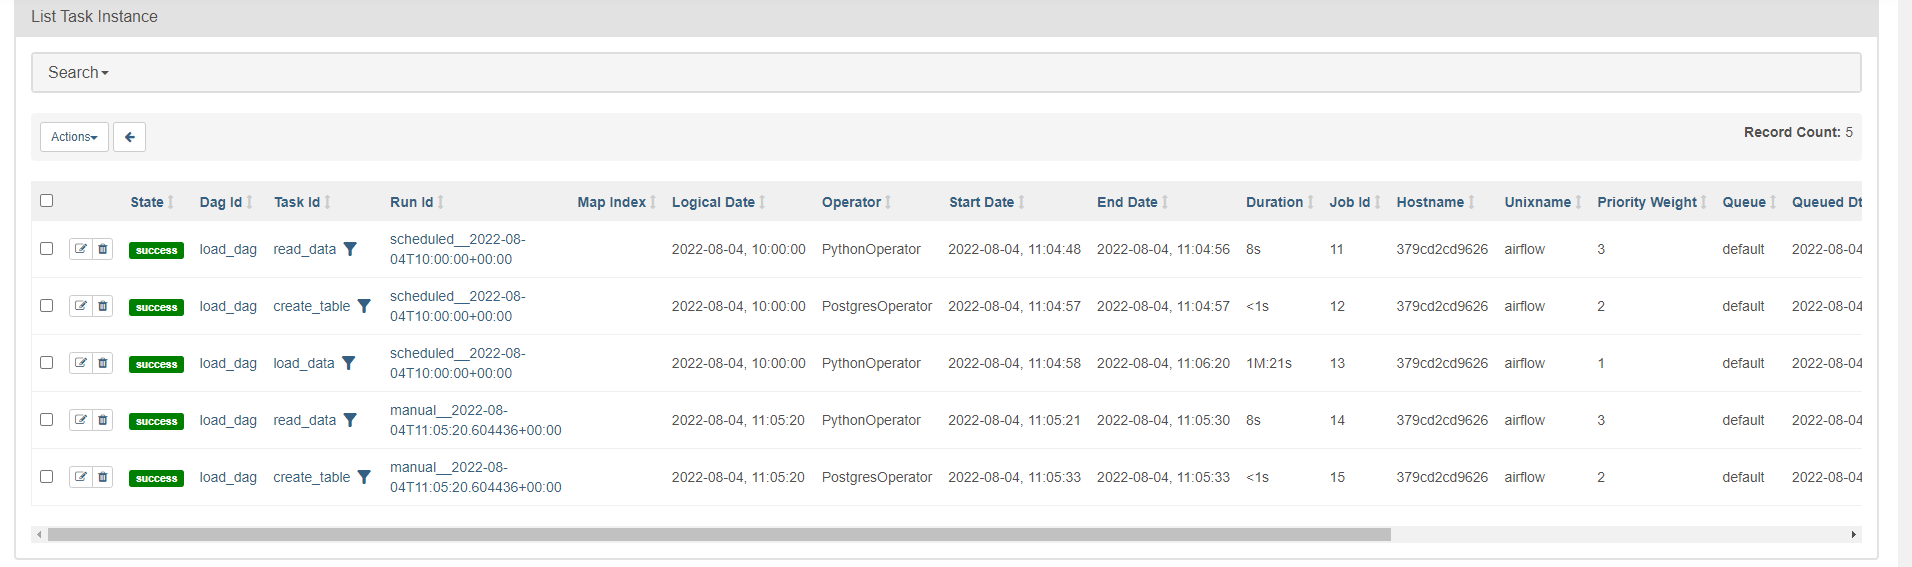 List Task Instance
Search
Actions
Record Count: 5
State Dag Id Task Id Run Id Map Index Logical Date Operator Start Date End Date Duration Job Id Hostname Unixname Priority Weight Queue Queued Dt
success load_dag read_data scheduled__2022-08-04T10:00:00+00:00 2022-08-04, 10:00:00 PythonOperator 2022-08-04, 11:04:48 2022-08-04, 11:04:56 8s 11 379cd2cd9626 airflow 3 default 2022-08-04
success load_dag create_table scheduled__2022-08-04T10:00:00+00:00 2022-08-04, 10:00:00 PostgresOperator 2022-08-04, 11:04:57 2022-08-04, 11:04:57 <1s 12 379cd2cd9626 airflow 2 default 2022-08-04
success load_dag load_data scheduled__2022-08-04T10:00:00+00:00 2022-08-04, 10:00:00 PythonOperator 2022-08-04, 11:04:58 2022-08-04, 11:06:20 1M:21s 13 379cd2cd9626 airflow 1 default 2022-08-04
success load_dag read_data manual__2022-08-04T11:05:20.604436+00:00 2022-08-04, 11:05:20 PythonOperator 2022-08-04, 11:05:21 2022-08-04, 11:05:30 8s 14 379cd2cd9626 airflow 3 default 2022-08-04
success load_dag create_table manual__2022-08-04T11:05:20.604436+00:00 2022-08-04, 11:05:20 PostgresOperator 2022-08-04, 11:05:33 2022-08-04, 11:05:33 <1s 15 379cd2cd9626 airflow 2 default 2022-08-04